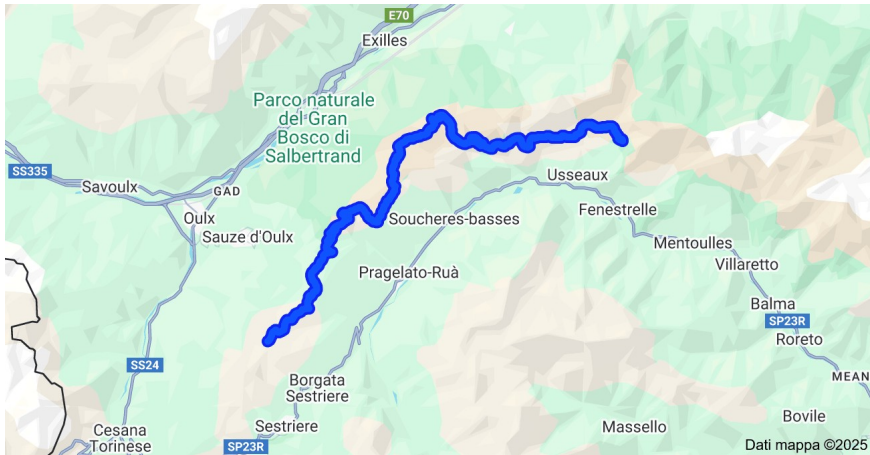 E70
Exilles
Parco naturale
del Gran
Bosco di
Salbertrand
SS335
Savoulx
GAD
Oulx
Sauze d'Oulx
Usseaux
Soucheres-basses
Fenestrelle
Mentoulles
Villaretto
Pragelato-Ruà
Balma
SP23R
Roreto
SS24
MEAN
Borgata
Sestriere
Bovile
Massello
Cesana
Torinese
Sestriere
SP23R
Dati mappa ©2025